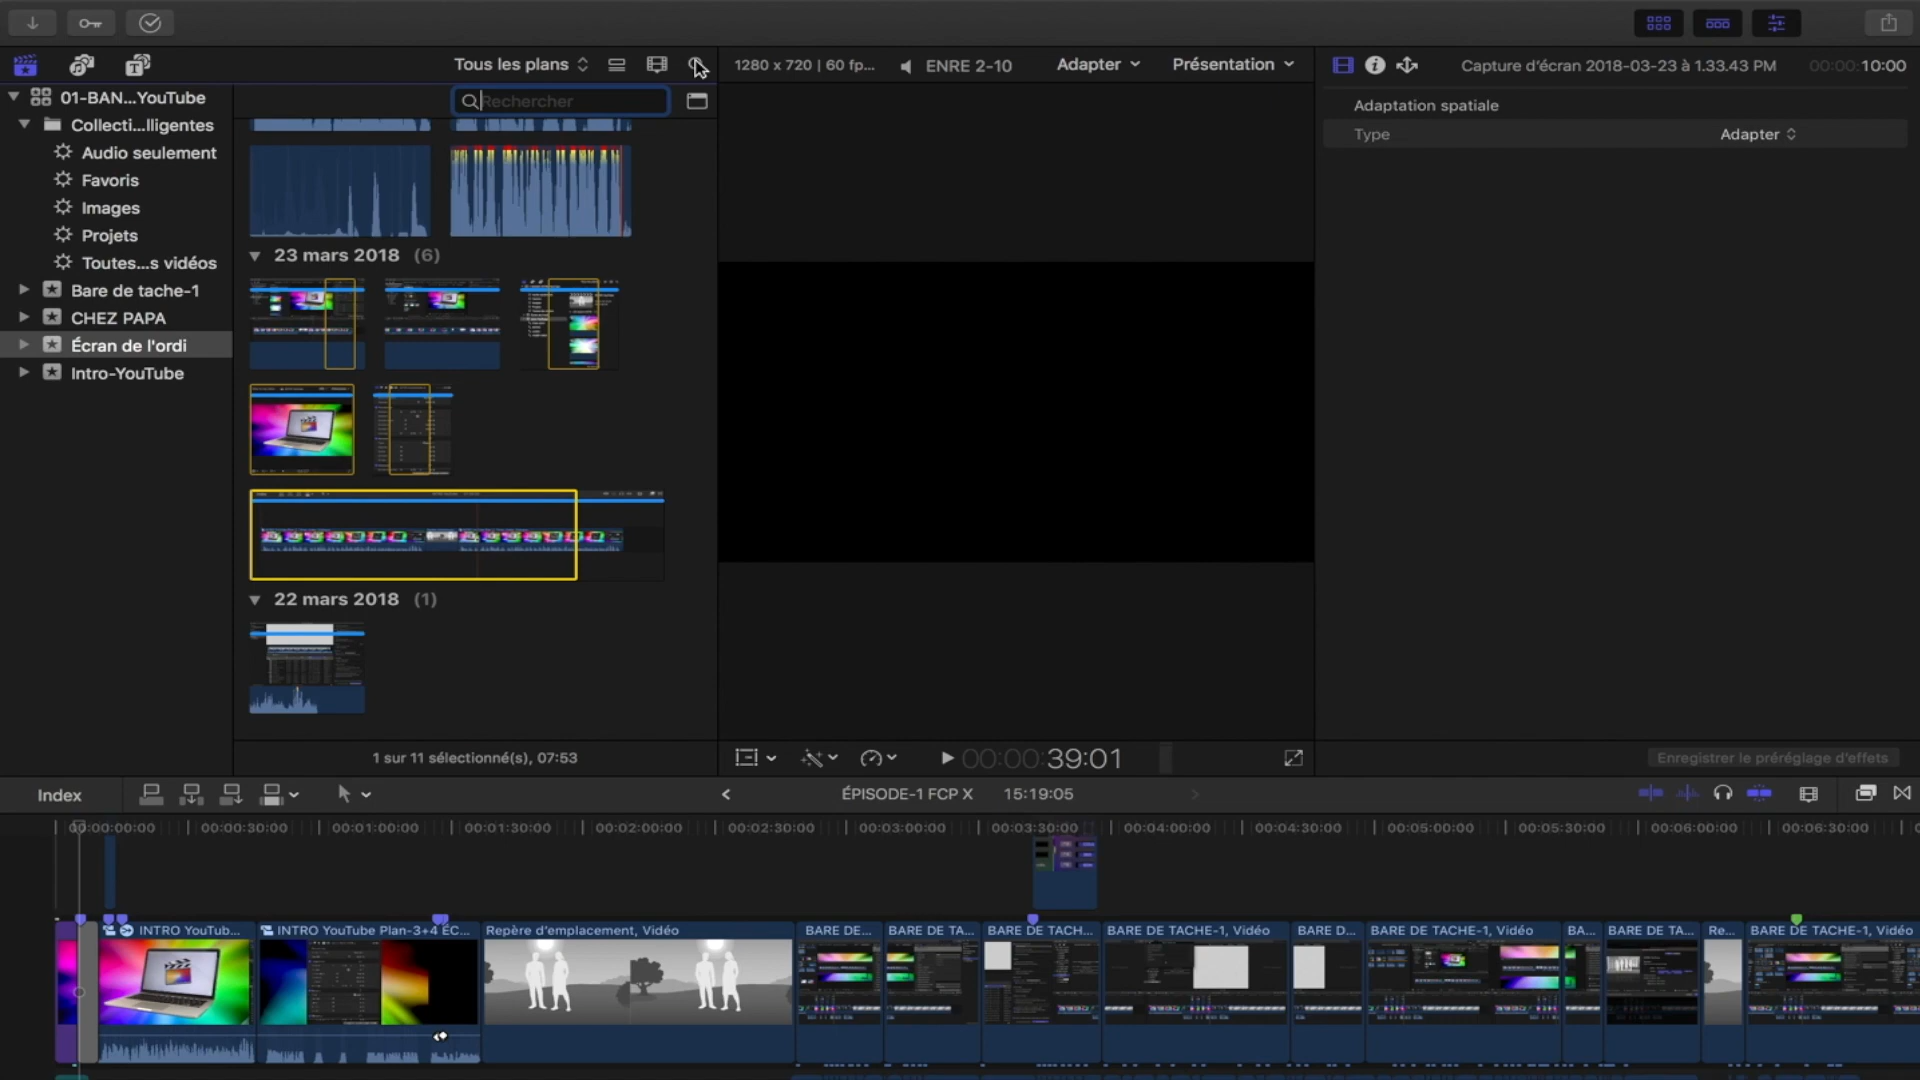 Tous les plans
1280 x 720 | 60 fp...
ENRE 2-10
Adapter
Présentation
Capture d'écran 2018-03-23 à 1.33.43 PM
00:00:10:00
01-BAN...YouTube
Rechercher
Adaptation spatiale
Collecti...lligentes
Type
Adapter
Audio seulement
Favoris
Images
Projets
Toutes...s vidéos
23 mars 2018 (6)
Bare de tache-1
CHEZ PAPA
Écran de l'ordi
Intro-YouTube
22 mars 2018 (1)
1 sur 11 sélectionné(s), 07:53
00:00:39:01
Enregistrer le préréglage d'effets
Index
ÉPISODE-1 FCP X
15:19:05
00:00:00:00
00:00:30:00
00:01:00:00
00:01:30:00
00:02:00:00
00:02:30:00
00:03:00:00
00:03:30:00
00:04:00:00
00:04:30:00
00:05:00:00
00:05:30:00
00:06:00:00
00:06:30:00
INTRO YouTub...
INTRO YouTube Plan-3+4 ÉC...
Repère d'emplacement, Vidéo
BARE DE...
BARE DE TA...
BARE DE TACH...
BARE DE TACHE-1, Vidéo
BARE D...
BARE DE TACHE-1, Vidéo
BA...
BARE DE TA...
Re...
BARE DE TACHE-1, Vidéo